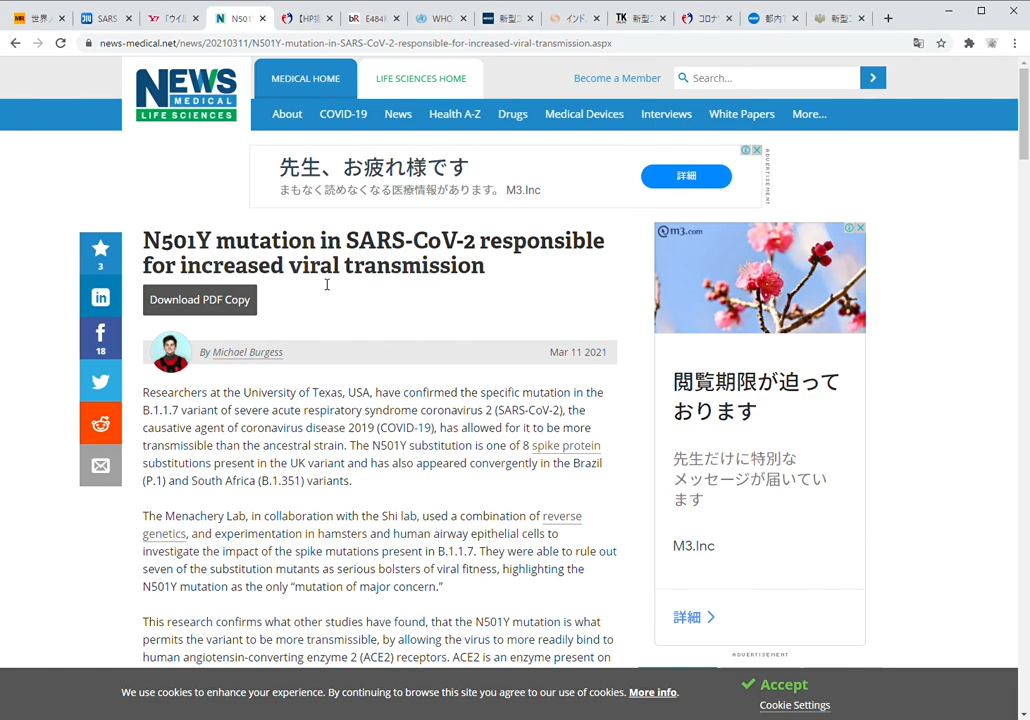 世界
SARS
「ウイル
N501
【HP掲
E484K
WHO
新型コ
インド
新型コ
コロナ
都内
新型コ
news-medical.net/news/20210311/N501Y-mutation-in-SARS-CoV-2-responsible-for-increased-viral-transmission.aspx
NEWS
MEDICAL
LIFE SCIENCES
MEDICAL HOME
LIFE SCIENCES HOME
Become a Member
Search...
About COVID-19 News Health A-Z Drugs Medical Devices Interviews White Papers More...
先生、お疲れ様です
まもなく読めなくなる医療情報があります。 M3.Inc
詳細
ADVERTISEMENT
N501Y mutation in SARS-CoV-2 responsible
for increased viral transmission
Download PDF Copy
3
18
By Michael Burgess
Mar 11 2021
Researchers at the University of Texas, USA, have confirmed the specific mutation in the
B.1.1.7 variant of severe acute respiratory syndrome coronavirus 2 (SARS-CoV-2), the
causative agent of coronavirus disease 2019 (COVID-19), has allowed for it to be more
transmissible than the ancestral strain. The N501Y substitution is one of 8 spike protein
substitutions present in the UK variant and has also appeared convergently in the Brazil
(P.1) and South Africa (B.1.351) variants.
The Menachery Lab, in collaboration with the Shi lab, used a combination of reverse
genetics, and experimentation in hamsters and human airway epithelial cells to
investigate the impact of the spike mutations present in B.1.1.7. They were able to rule out
seven of the substitution mutants as serious bolsters of viral fitness, highlighting the
N501Y mutation as the only “mutation of major concern.”
This research confirms what other studies have found, that the N501Y mutation is what
permits the variant to be more transmissible, by allowing the virus to more readily bind to
human angiotensin-converting enzyme 2 (ACE2) receptors. ACE2 is an enzyme present on
m3.com
閲覧期限が迫って
おります
先生だけに特別な
メッセージが届いてい
ます
M3.Inc
詳細
ADVERTISEMENT
We use cookies to enhance your experience. By continuing to browse this site you agree to our use of cookies. More info.
Accept
Cookie Settings